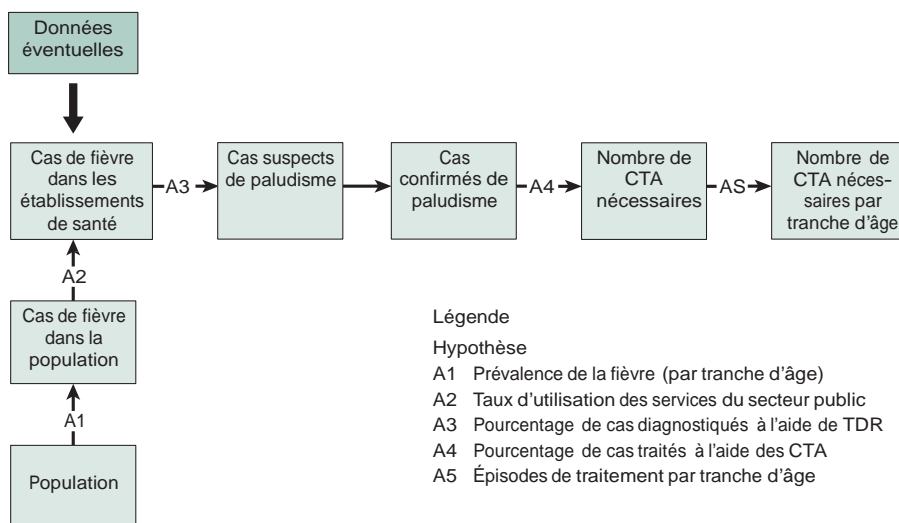 Données
éventuelles
Cas de fièvre
dans les
établissements
de santé
A3
Cas suspects
de paludisme
Cas
confirmés de
paludisme
A4
Nombre de
CTA
nécessaires
AS
Nombre de
CTA néces-
saires par
tranche d'âge
A2
Cas de fièvre
dans la
population
A1
Population
Légende
Hypothèse
A1 Prévalence de la fièvre (par tranche d'âge)
A2 Taux d'utilisation des services du secteur public
A3 Pourcentage de cas diagnostiqués à l'aide de TDR
A4 Pourcentage de cas traités à l'aide des CTA
A5 Épisodes de traitement par tranche d'âge